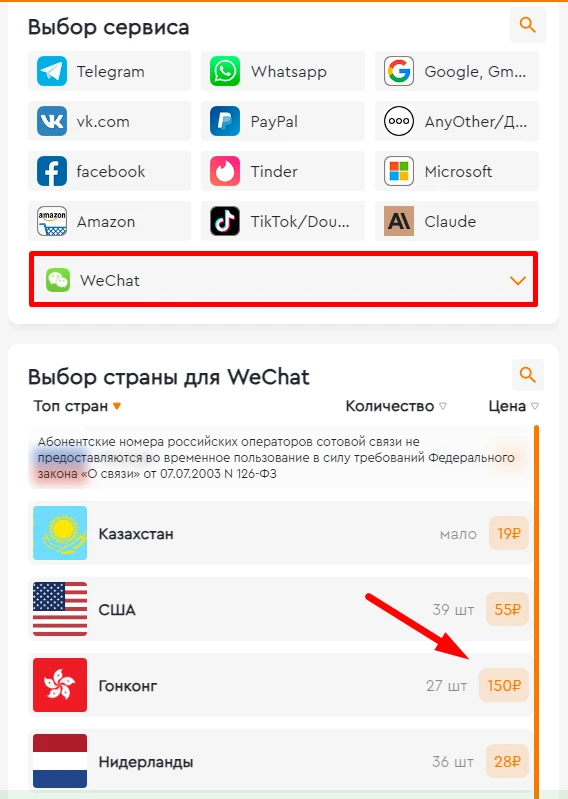 Выбор сервиса
Telegram
Whatsapp
Google, Gm...
vk.com
PayPal
AnyOther/Д...
facebook
Tinder
Microsoft
amazon
Amazon
TikTok/Dou...
Claude
WeChat
Выбор страны для WeChat
Топ стран Количество Цена
Абонентские номера российских операторов сотовой связи не
предоставляются во временное пользование в силу требований Федерального
закона «О связи» от 07.07.2003 N 126-ФЗ
Казахстан мало 19₽
США 39 шт 55₽
Гонконг 27 шт 150₽
Нидерланды 36 шт 28₽